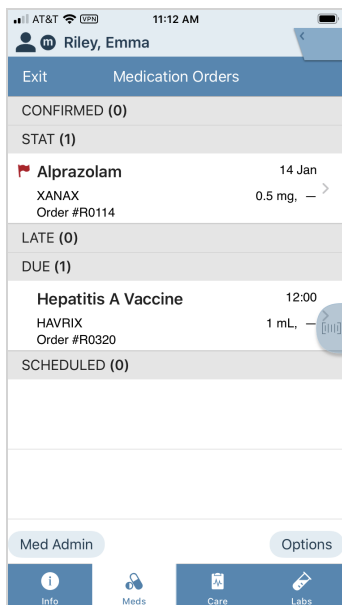 AT&T VPN 11:12 AM
m Riley, Emma
Exit Medication Orders
CONFIRMED (0)
STAT (1)
Alprazolam 14 Jan
XANAX 0.5 mg, —
Order #R0114
LATE (0)
DUE (1)
Hepatitis A Vaccine 12:00
HAVRIX 1 mL, —
Order #R0320
SCHEDULED (0)
Med Admin Options
Info Meds Care Labs